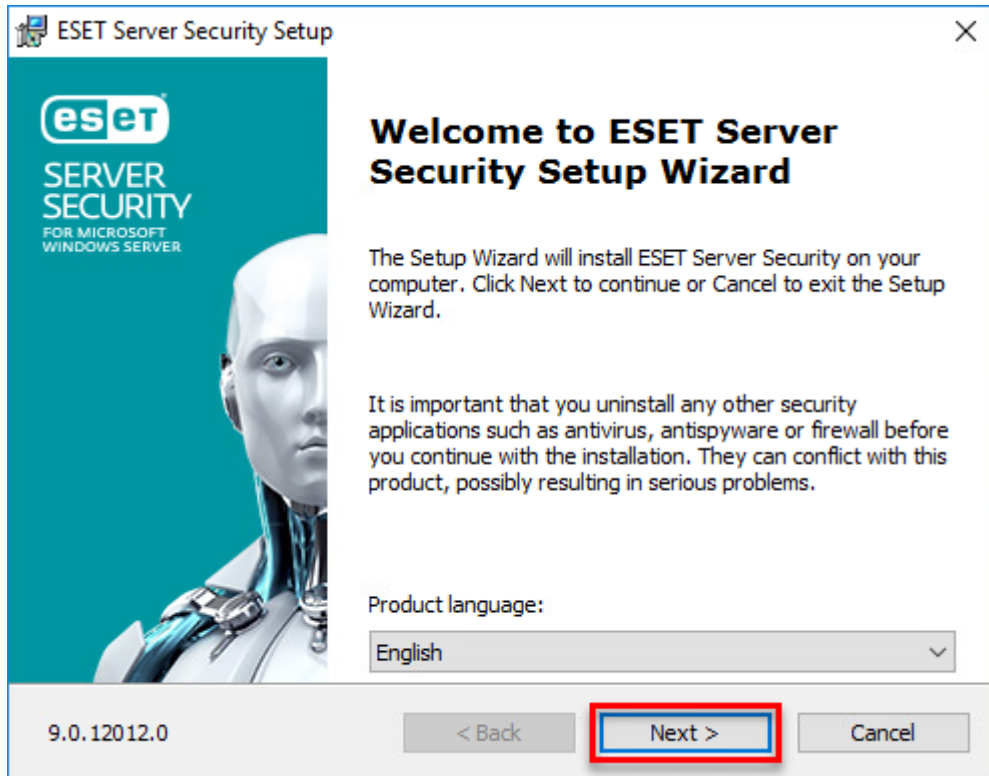 ESET Server Security Setup
eseT
SERVER
SECURITY
FOR MICROSOFT
WINDOWS SERVER
Welcome to ESET Server
Security Setup Wizard
The Setup Wizard will install ESET Server Security on your
computer. Click Next to continue or Cancel to exit the Setup
Wizard.
It is important that you uninstall any other security
applications such as antivirus, antispyware or firewall before
you continue with the installation. They can conflict with this
product, possibly resulting in serious problems.
Product language:
English
9.0.12012.0
< Back
Next >
Cancel